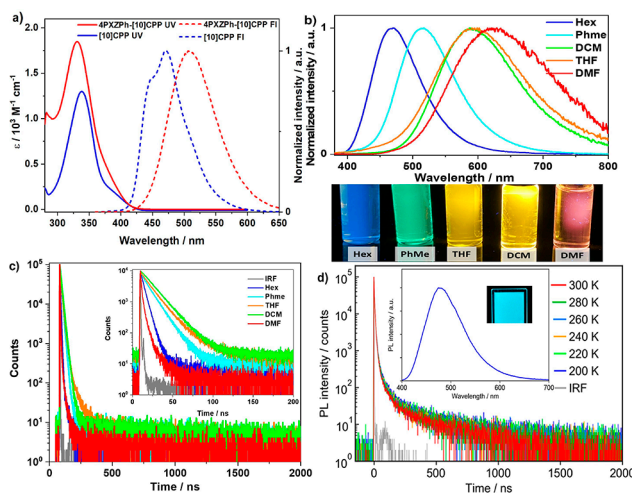 a)
4PXZPh-[10]CPP UV
[10]CPP UV
4PXZPh-[10]CPP Fl
[10]CPP Fl
ε / 10³ M⁻¹ cm⁻¹
2.0
1.5
1.0
0.5
0.0
1
0
Normalized intensity / a.u.
300 350 400 450 500 550 600 650
Wavelength / nm
b)
Hex
Phme
DCM
THF
DMF
Normalized intensity / a.u.
1
0
400 500 600 700 800
Wavelength / nm
Hex PhMe THF DCM DMF
c)
Counts
10⁵
10⁴
10³
10²
10¹
10⁰
0 500 1000 1500 2000
Time / ns
IRF
Hex
Phme
THF
DCM
DMF
Counts
10⁴
10³
10²
10¹
10⁰
0 50 100 150 200
Time / ns
d)
PL intensity / counts
10⁵
10⁴
10³
10²
10¹
10⁰
0 500 1000 1500 2000
Time / ns
PL intensity / a.u.
400 500 600 700
Wavelength / nm
300 K
280 K
260 K
240 K
220 K
200 K
IRF